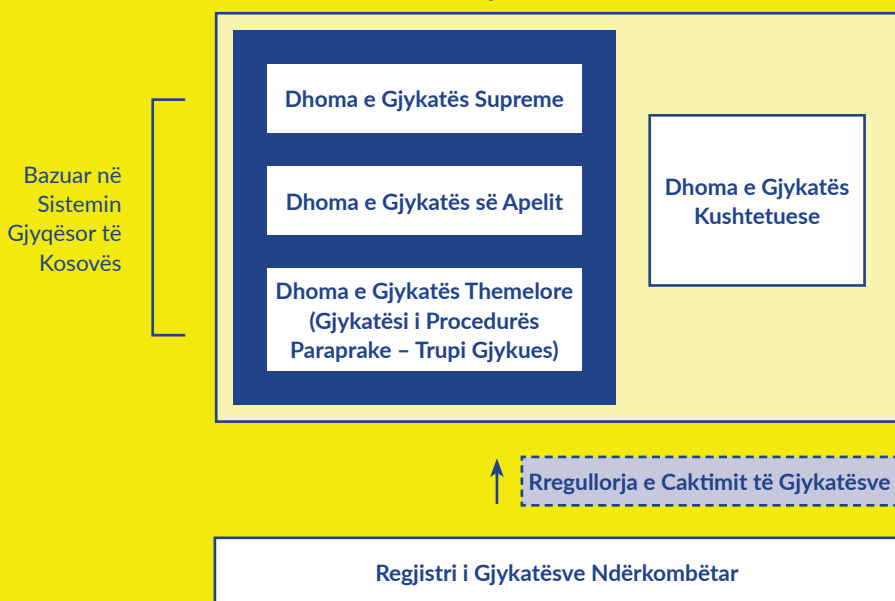 Bazuar në
Sistemin
Gjyqësor të
Kosovës
Dhoma e Gjykatës Supreme
Dhoma e Gjykatës së Apelit
Dhoma e Gjykatës Themelore
(Gjykatësi i Procedurës
Paraprake – Trupi Gjykues)
Dhoma e Gjykatës
Kushtetuese
Rregullorja e Caktimit të Gjykatësve
Regjistri i Gjykatësve Ndërkombëtar